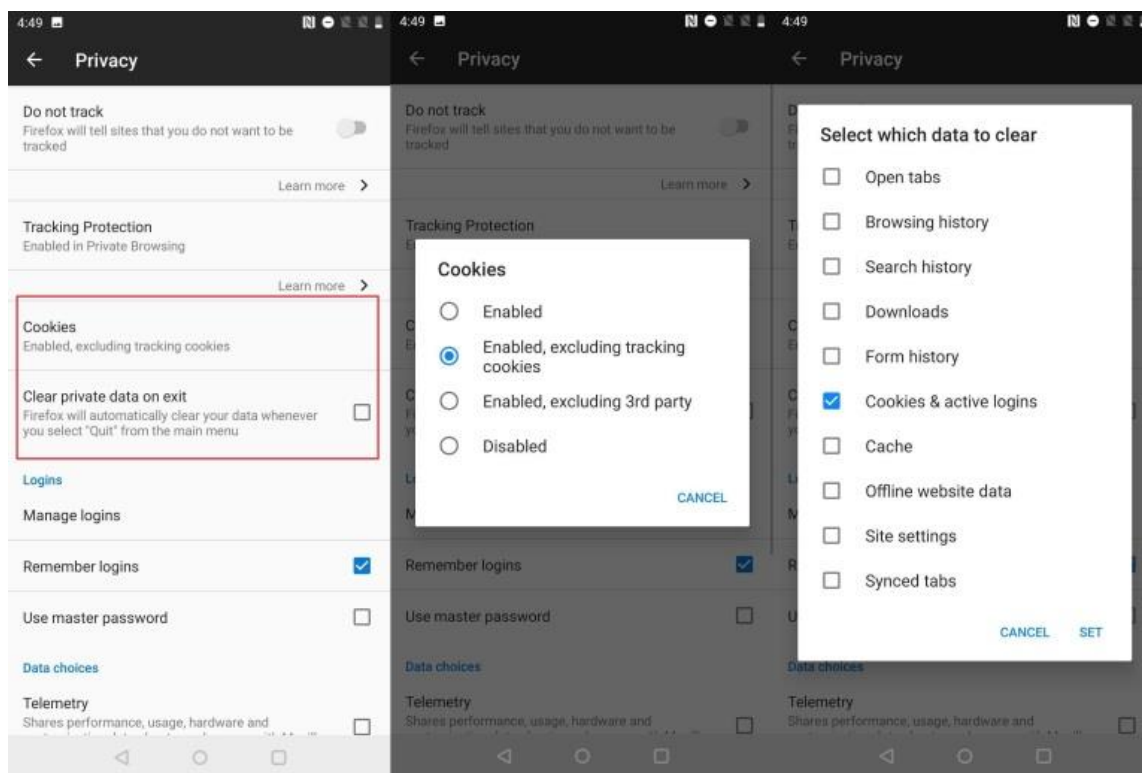 4:49
Privacy
Do not track
Firefox will tell sites that you do not want to be
tracked
Learn more
Tracking Protection
Enabled in Private Browsing
Learn more
Cookies
Enabled, excluding tracking cookies
Clear private data on exit
Firefox will automatically clear your data whenever
you select "Quit" from the main menu
Logins
Manage logins
Remember logins
Use master password
Data choices
Telemetry
Shares performance, usage, hardware and
4:49
Privacy
Do not track
Firefox will tell sites that you do not want to be
tracked
Learn more
Tracking Protection
Cookies
Enabled
Enabled, excluding tracking
cookies
Enabled, excluding 3rd party
Disabled
CANCEL
Remember logins
Use master password
Data choices
Telemetry
Shares performance, usage, hardware and
4:49
Privacy
Select which data to clear
Open tabs
Browsing history
Search history
Downloads
Form history
Cookies & active logins
Cache
Offline website data
Site settings
Synced tabs
CANCEL SET
Data choices
Telemetry
Shares performance, usage, hardware and